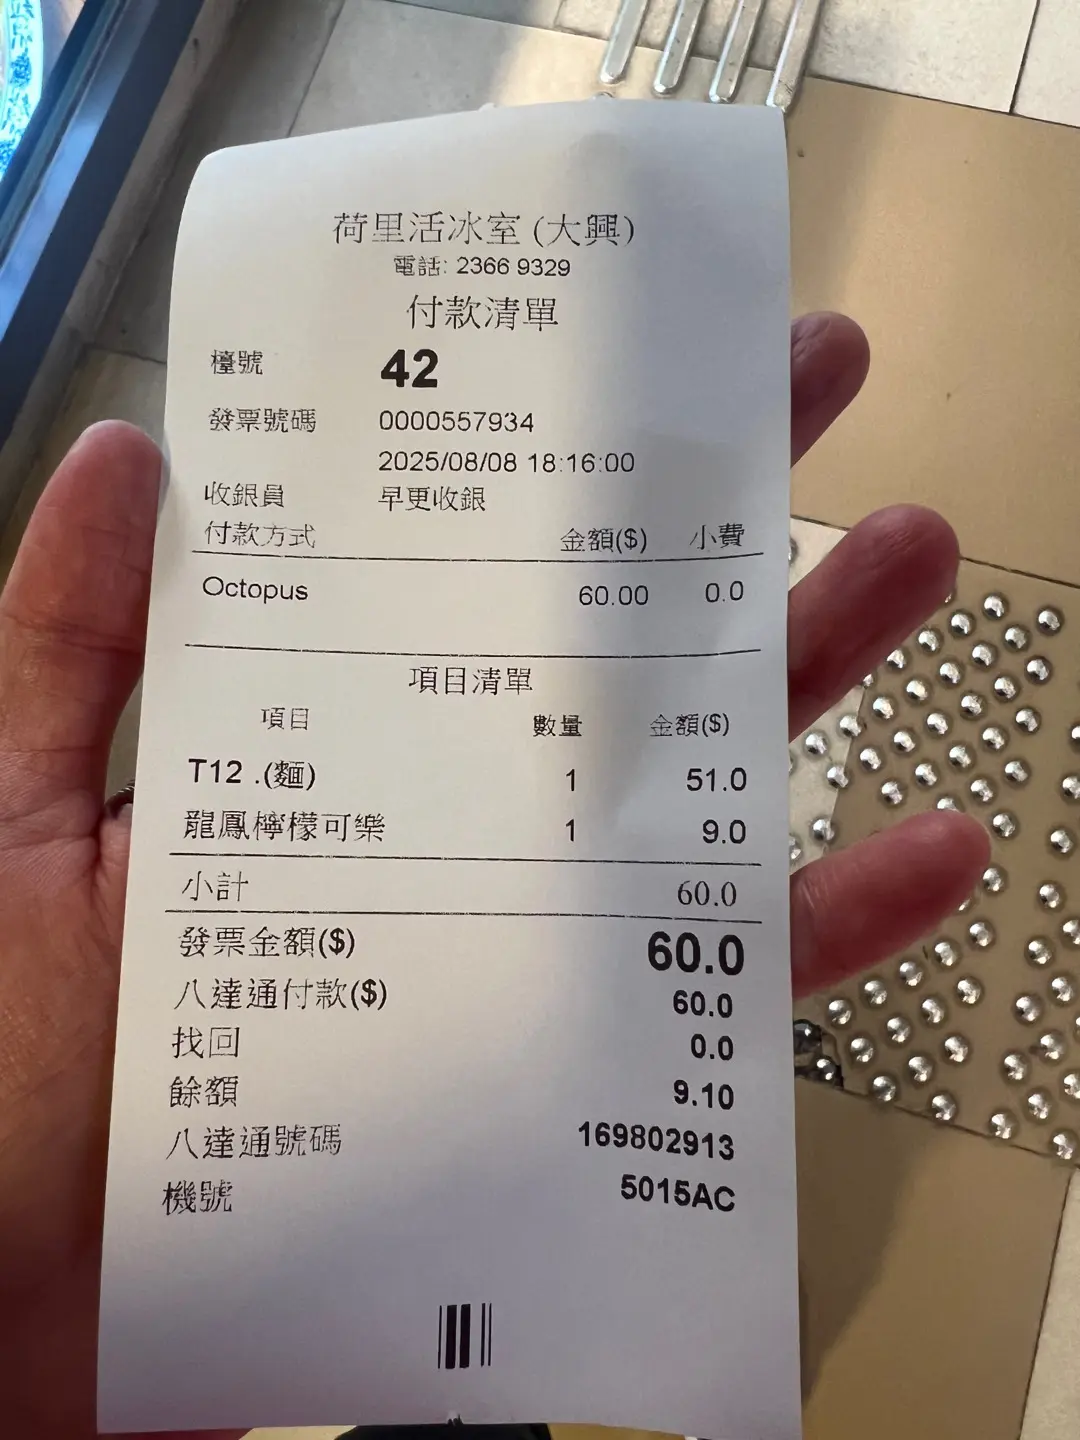 荷里活冰室 (大興)
電話: 2366 9329
付款清單
檯號 42
發票號碼 0000557934
2025/08/08 18:16:00
收銀員 早更收銀
付款方式 金額($) 小費
Octopus 60.00 0.0
項目清單
項目 數量 金額($)
T12 .(麵) 1 51.0
龍鳳檸檬可樂 1 9.0
小計 60.0
發票金額($) 60.0
八達通付款($) 60.0
找回 0.0
餘額 9.10
八達通號碼 169802913
機號 5015AC